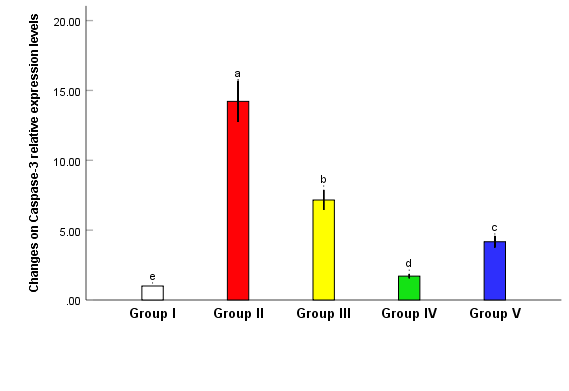 Changes on Caspase-3 relative expression levels
20.00
15.00
10.00
5.00
.00
a
b
c
d
e
Group I
Group II
Group III
Group IV
Group V